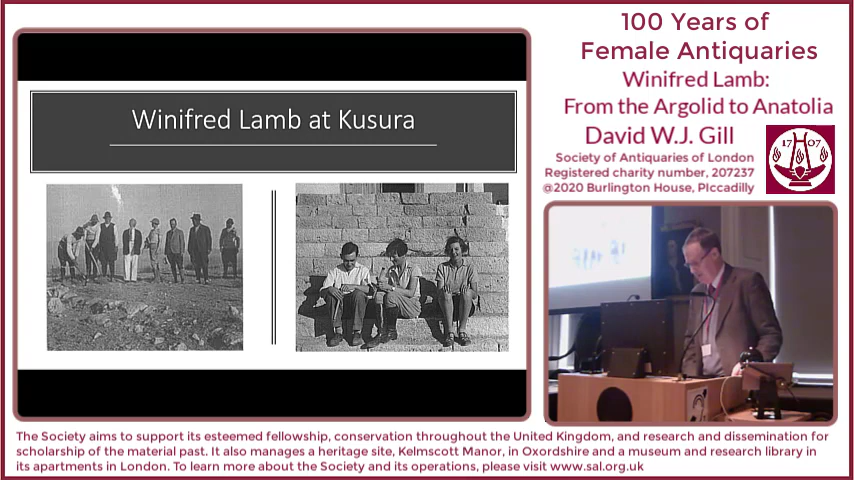 Winifred Lamb at Kusura
100 Years of
Female Antiquaries
Winifred Lamb:
From the Argolid to Anatolia
David W.J. Gill
Society of Antiquaries of London
Registered charity number, 207237
@2020 Burlington House, PIccadilly
17 07
The Society aims to support its esteemed fellowship, conservation throughout the United Kingdom, and research and dissemination for
scholarship of the material past. It also manages a heritage site, Kelmscott Manor, in Oxordshire and a museum and research library in
its apartments in London. To learn more about the Society and its operations, please visit www.sal.org.uk